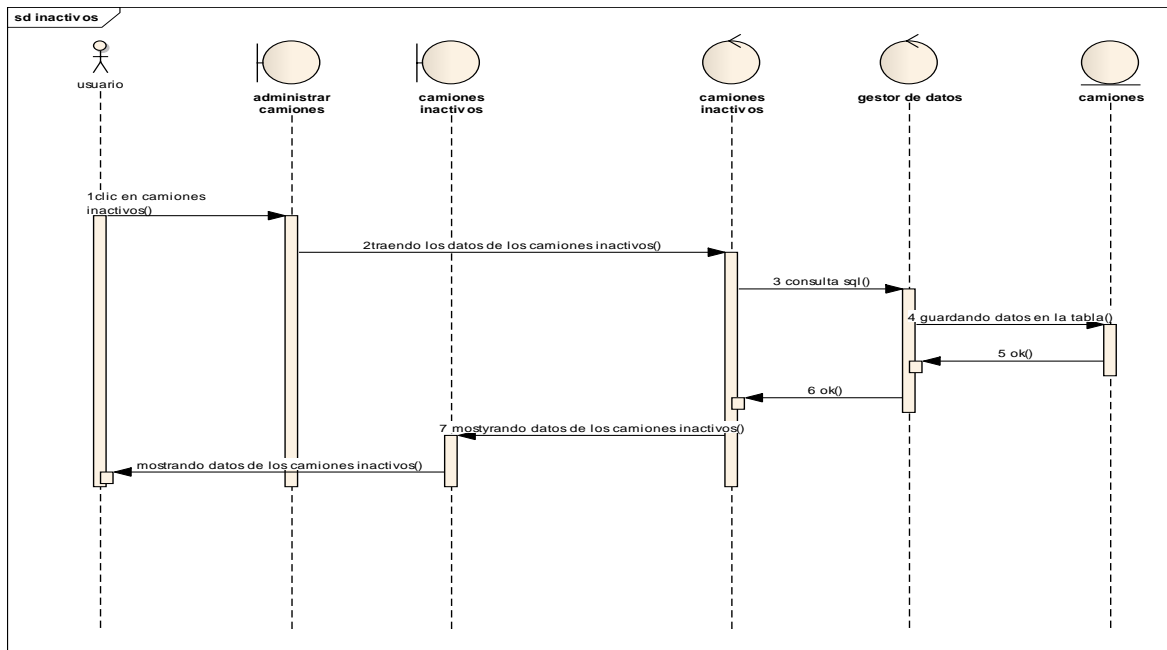 sd inactivos
usuario
administrar
camiones
camiones
inactivos
camiones
inactivos
gestor de datos
camiones
1clic en camiones
inactivos()
2traendo los datos de los camiones inactivos()
3 consulta sql()
4 guardando datos en la tabla()
5 ok()
6 ok()
7 mostyrando datos de los camiones inactivos()
mostrando datos de los camiones inactivos()